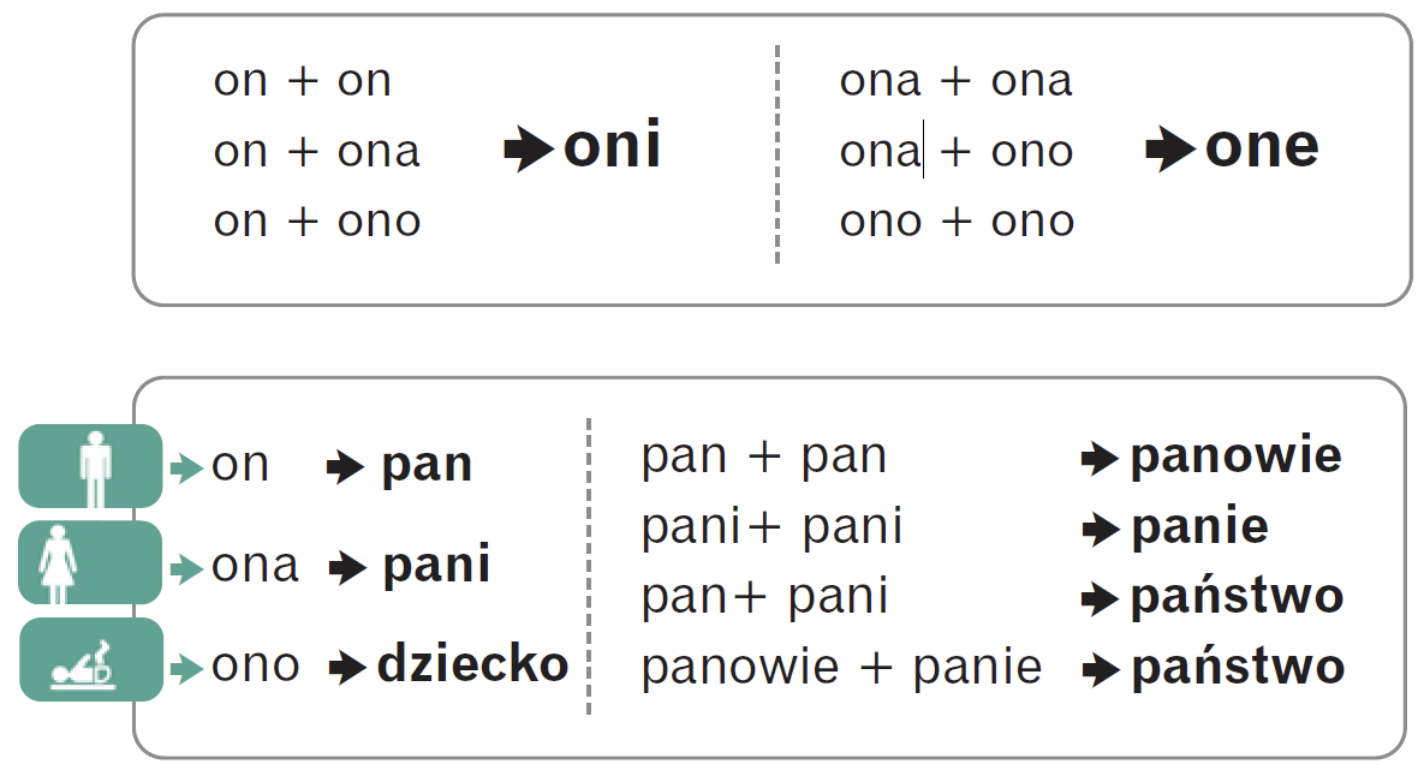 on + on
on + ona
on + ono
oni
ona + ona
ona + ono
ono + ono
one
on pan
ona pani
ono dziecko
pan + pan panowie
pani+ pani panie
pan+ pani państwo
panowie + panie państwo